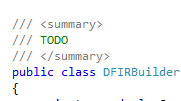 /// <summary>
/// TODO
/// </summary>
public class DFIRBuilder
{